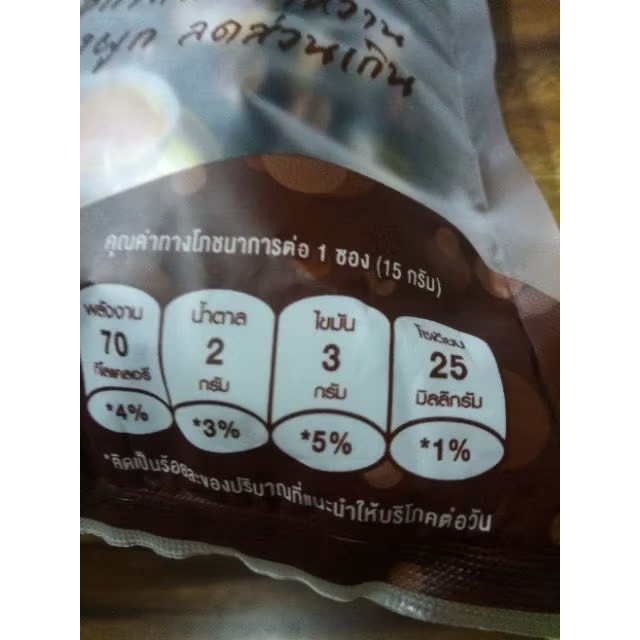 หวาน
ผูก ลดส่วนเกิน
คุณค่าทางโภชนาการต่อ 1 ซอง (15 กรัม)
พลังงาน
70
กิโลแคลอรี
*4%
น้ำตาล
2
กรัม
*3%
ไขมัน
3
กรัม
*5%
โซเดียม
25
มิลลิกรัม
*1%
*คิดเป็นร้อยละของปริมาณที่แนะนำให้บริโภคต่อวัน